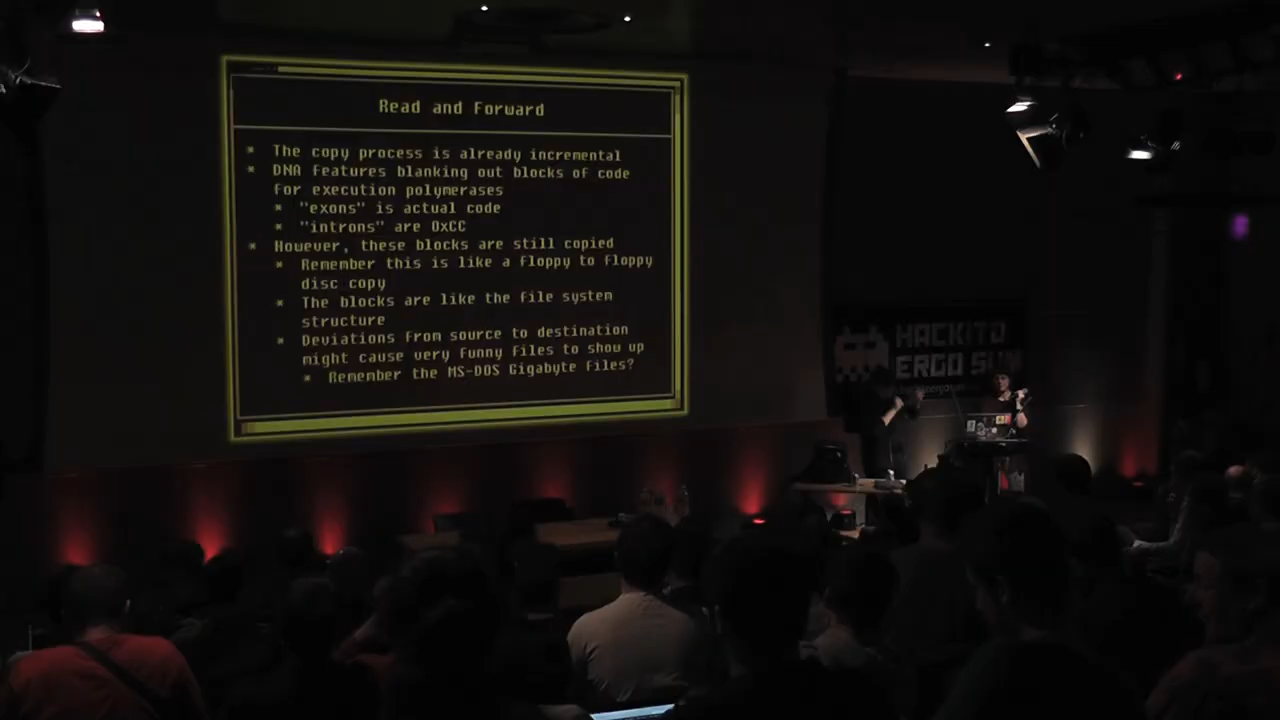 Read and Forward
* The copy process is already incremental
* DNA features blanking out blocks of code
for execution polymerases
* "exons" is actual code
* "introns" are 0xCC
* However, these blocks are still copied
* Remember this is like a floppy to floppy
disc copy
* The blocks are like the file system
structure
* Deviations from source to destination
might cause very funny files to show up
* Remember the MS-DOS Gigabyte files?
HACKITO
ERGO SUM